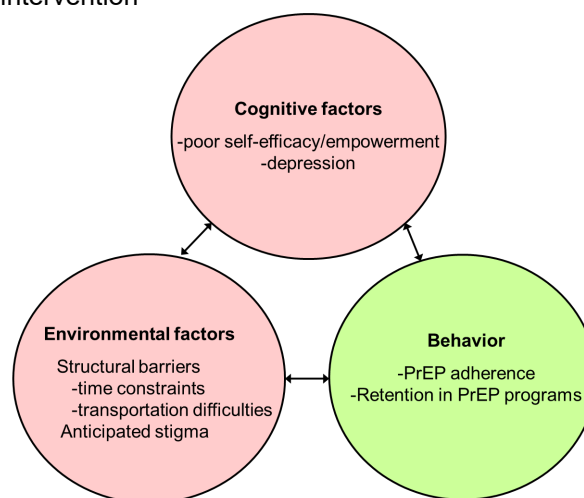 intervention
Cognitive factors
-poor self-efficacy/empowerment
-depression
Environmental factors
Structural barriers
-time constraints
-transportation difficulties
Anticipated stigma
Behavior
-PrEP adherence
-Retention in PrEP programs